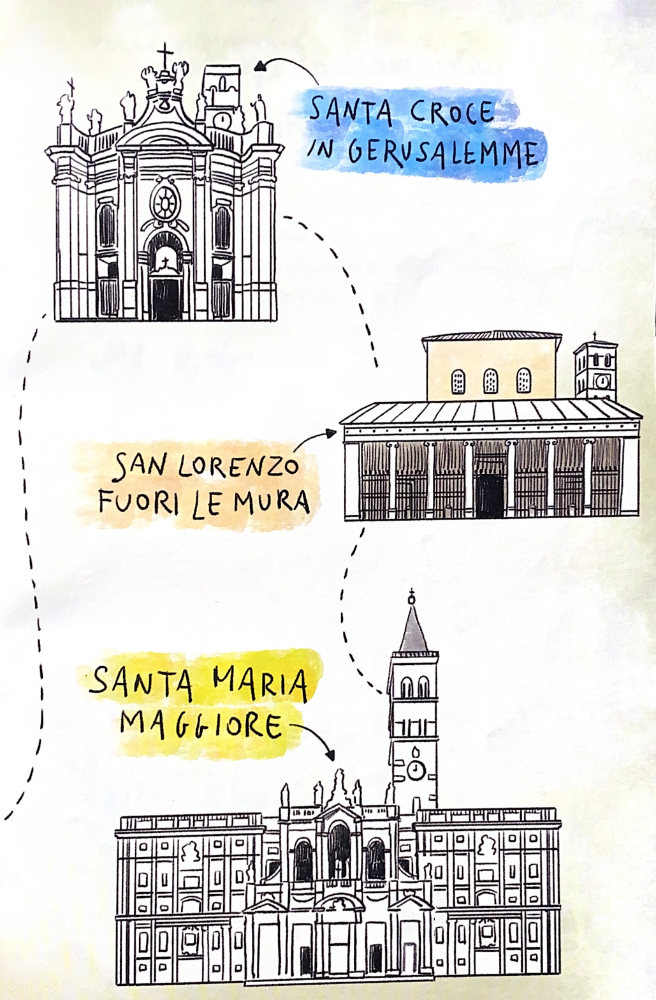 SANTA CROCE
IN GERUSALEMME
SAN LORENZO
FUORI LE MURA
SANTA MARIA
MAGGIORE